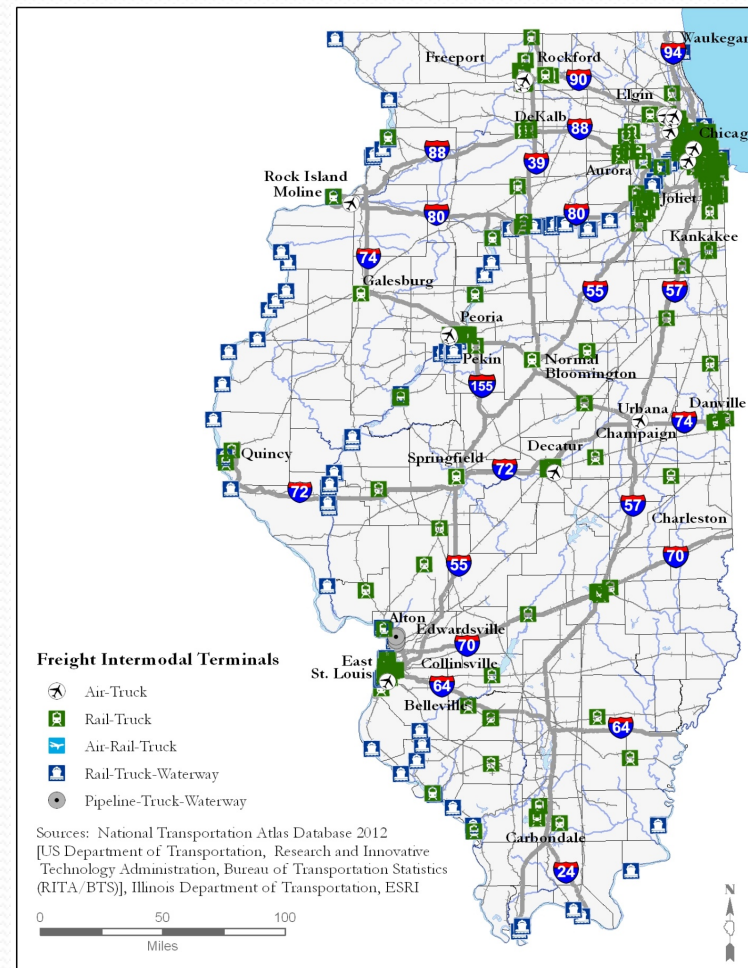 Waukegan
94
Freeport
Rockford
90
Elgin
DeKalb
88
88
Chicag
39
Aurora
Rock Island
Moline
Joliet
80
80
Kankakee
74
Galesburg
55
57
Peoria
Pekin
Normal
Bloomington
155
Urbana
Danville
74
Champaign
Decatur
Quincy
Springfield
72
72
57
Charleston
70
55
Alton
Edwardsville
70
East
St. Louis
Collinsville
64
Belleville
64
Carbondale
24
Freight Intermodal Terminals
Air-Truck
Rail-Truck
Air-Rail-Truck
Rail-Truck-Waterway
Pipeline-Truck-Waterway
Sources: National Transportation Atlas Database 2012
[US Department of Transportation, Research and Innovative
Technology Administration, Bureau of Transportation Statistics
(RITA/BTS)], Illinois Department of Transportation, ESRI
0 50 100
Miles
N